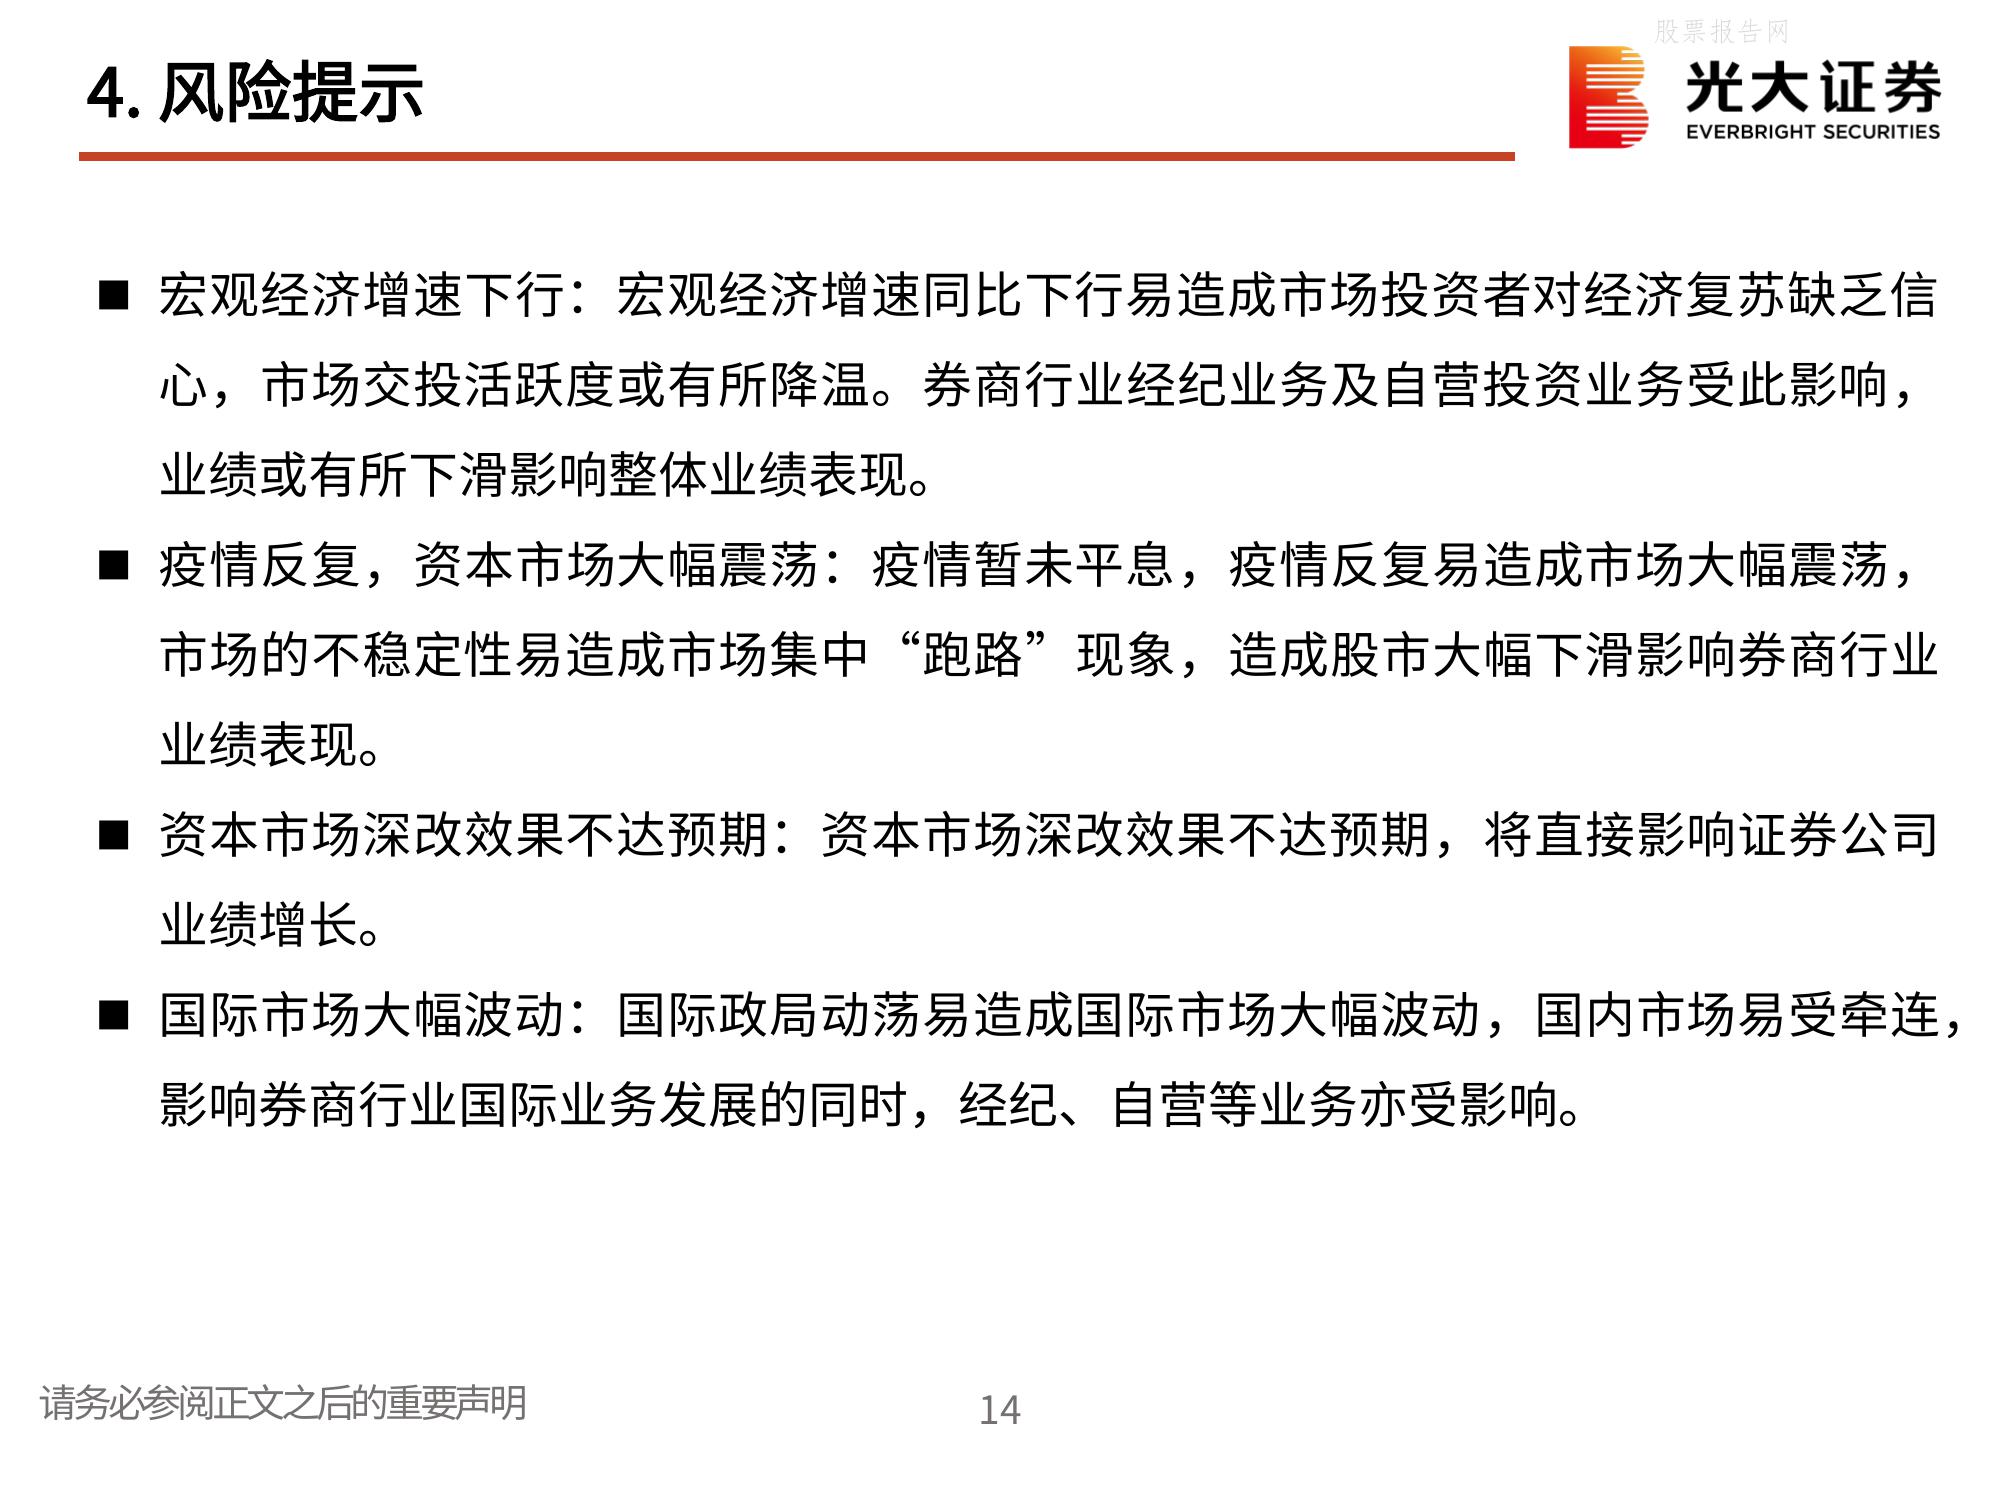 股票报告网
4. 风险提示
光大证券
EVERBRIGHT SECURITIES
■ 宏观经济增速下行：宏观经济增速同比下行易造成市场投资者对经济复苏缺乏信
心，市场交投活跃度或有所降温。券商行业经纪业务及自营投资业务受此影响，
业绩或有所下滑影响整体业绩表现。
■ 疫情反复，资本市场大幅震荡：疫情暂未平息，疫情反复易造成市场大幅震荡，
市场的不稳定性易造成市场集中“跑路”现象，造成股市大幅下滑影响券商行业
业绩表现。
■ 资本市场深改效果不达预期：资本市场深改效果不达预期，将直接影响证券公司
业绩增长。
■ 国际市场大幅波动：国际政局动荡易造成国际市场大幅波动，国内市场易受牵连，
影响券商行业国际业务发展的同时，经纪、自营等业务亦受影响。
请务必参阅正文之后的重要声明
14